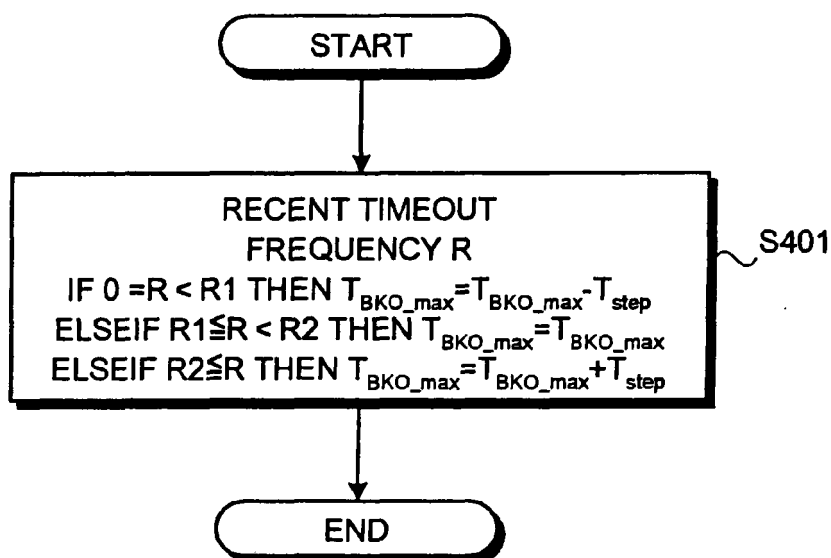 START
RECENT TIMEOUT
FREQUENCY R
IF 0 =R < R1 THEN T_BKO_max=T_BKO_max-T_step
ELSEIF R1≦R < R2 THEN T_BKO_max=T_BKO_max
ELSEIF R2≦R THEN T_BKO_max=T_BKO_max+T_step
S401
END